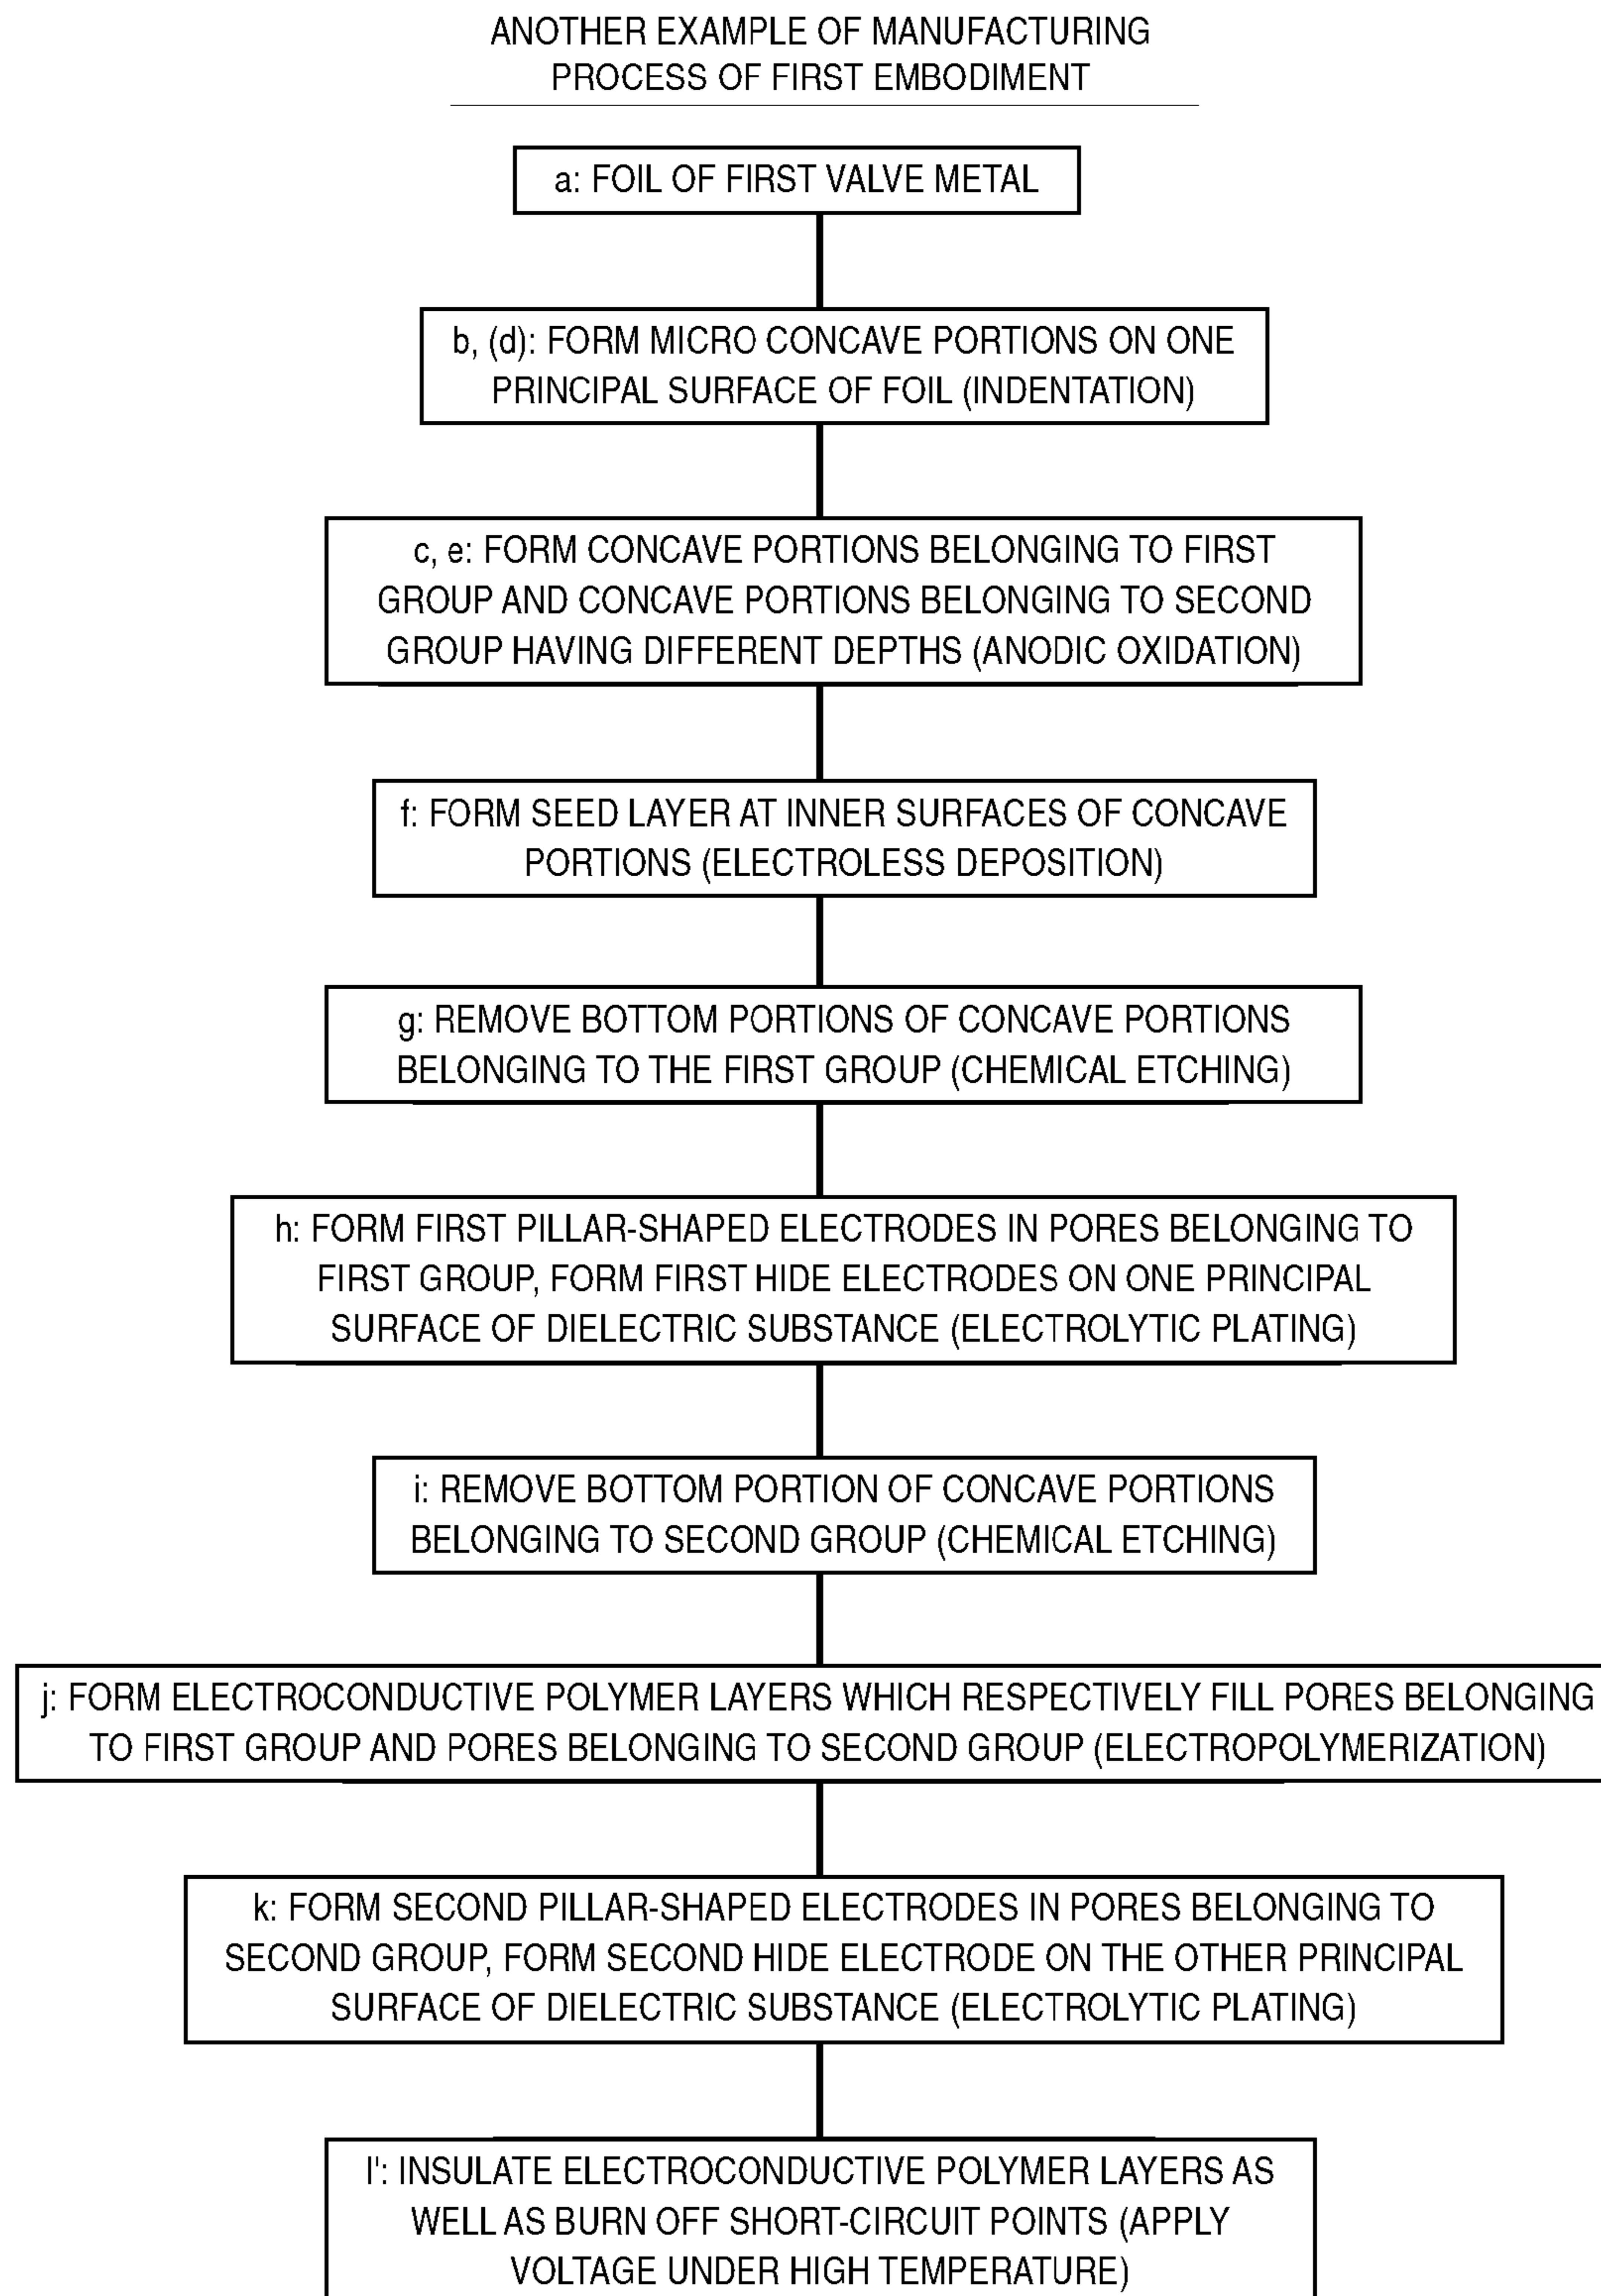 ANOTHER EXAMPLE OF MANUFACTURING
PROCESS OF FIRST EMBODIMENT
a: FOIL OF FIRST VALVE METAL
b, (d): FORM MICRO CONCAVE PORTIONS ON ONE
PRINCIPAL SURFACE OF FOIL (INDENTATION)
c, e: FORM CONCAVE PORTIONS BELONGING TO FIRST
GROUP AND CONCAVE PORTIONS BELONGING TO SECOND
GROUP HAVING DIFFERENT DEPTHS (ANODIC OXIDATION)
f: FORM SEED LAYER AT INNER SURFACES OF CONCAVE
PORTIONS (ELECTROLESS DEPOSITION)
g: REMOVE BOTTOM PORTIONS OF CONCAVE PORTIONS
BELONGING TO THE FIRST GROUP (CHEMICAL ETCHING)
h: FORM FIRST PILLAR-SHAPED ELECTRODES IN PORES BELONGING TO
FIRST GROUP, FORM FIRST HIDE ELECTRODES ON ONE PRINCIPAL
SURFACE OF DIELECTRIC SUBSTANCE (ELECTROLYTIC PLATING)
i: REMOVE BOTTOM PORTION OF CONCAVE PORTIONS
BELONGING TO SECOND GROUP (CHEMICAL ETCHING)
j: FORM ELECTROCONDUCTIVE POLYMER LAYERS WHICH RESPECTIVELY FILL PORES BELONGING
TO FIRST GROUP AND PORES BELONGING TO SECOND GROUP (ELECTROPOLYMERIZATION)
k: FORM SECOND PILLAR-SHAPED ELECTRODES IN PORES BELONGING TO
SECOND GROUP, FORM SECOND HIDE ELECTRODE ON THE OTHER PRINCIPAL
SURFACE OF DIELECTRIC SUBSTANCE (ELECTROLYTIC PLATING)
l': INSULATE ELECTROCONDUCTIVE POLYMER LAYERS AS
WELL AS BURN OFF SHORT-CIRCUIT POINTS (APPLY
VOLTAGE UNDER HIGH TEMPERATURE)